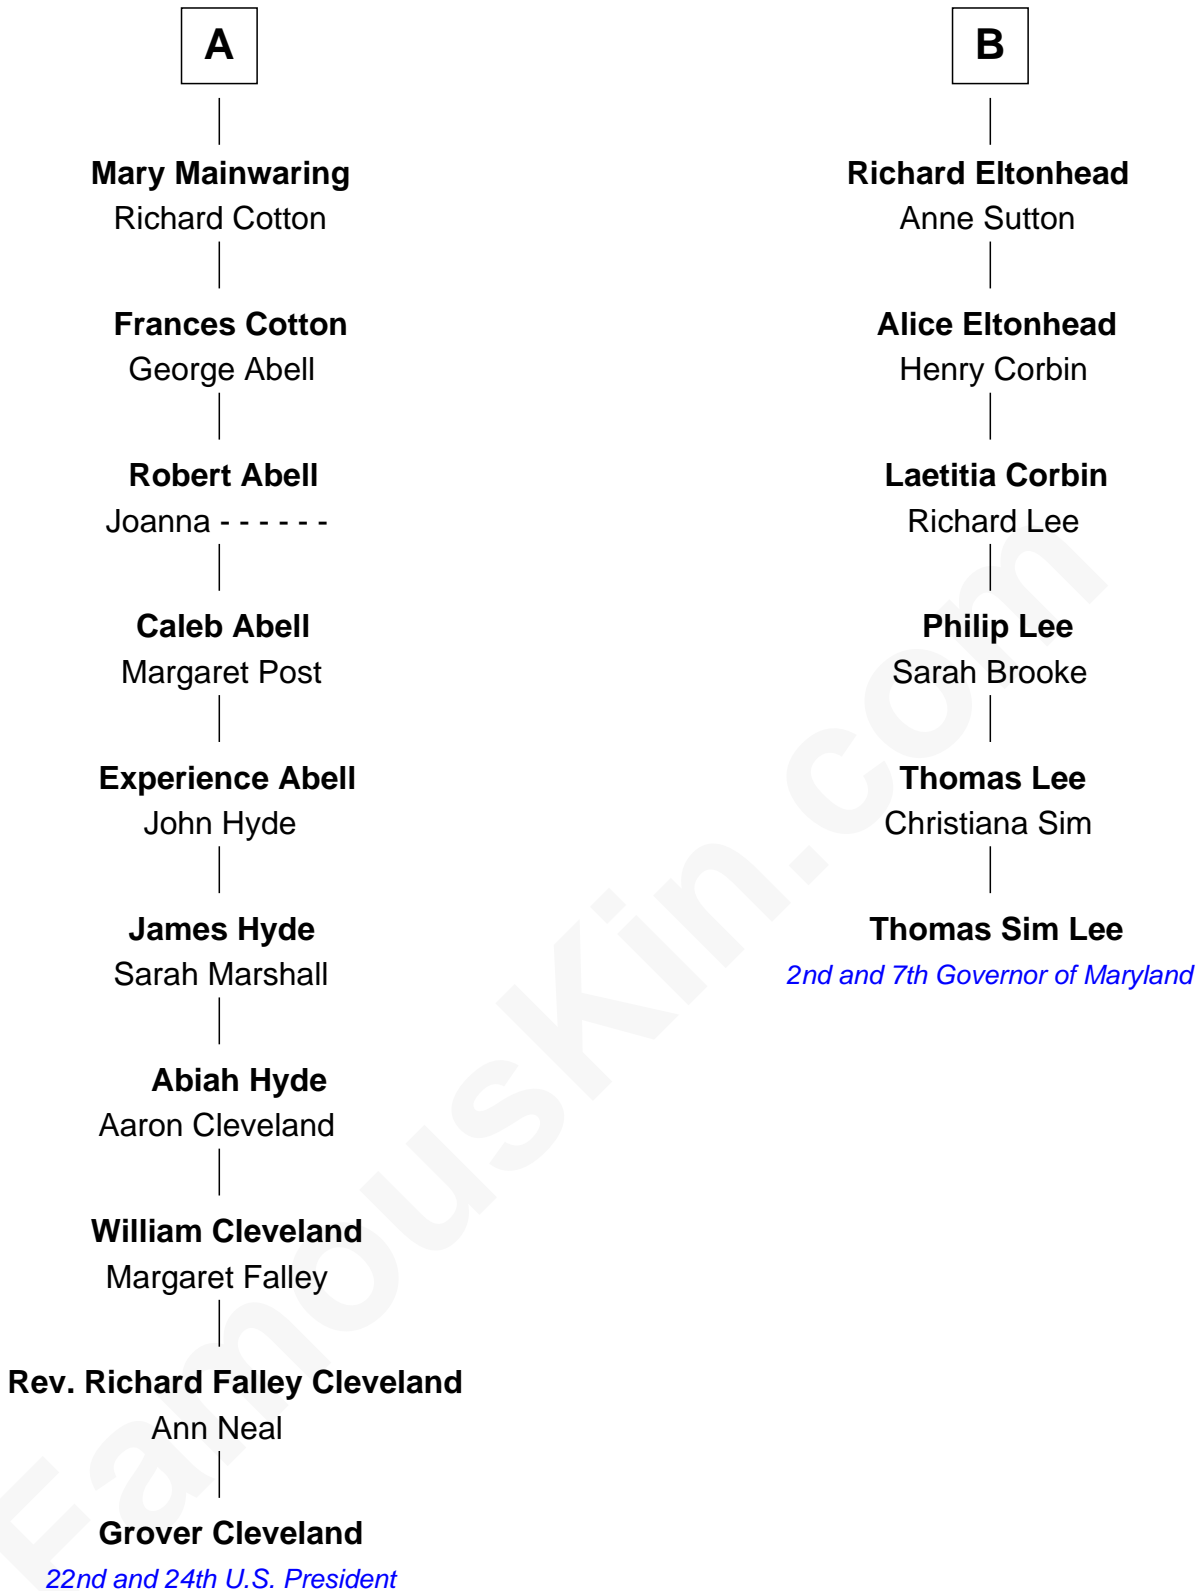 A
Mary Mainwaring
Richard Cotton
Frances Cotton
George Abell
Robert Abell
Joanna - - - - - -
Caleb Abell
Margaret Post
Experience Abell
John Hyde
James Hyde
Sarah Marshall
Abiah Hyde
Aaron Cleveland
William Cleveland
Margaret Falley
Rev. Richard Falley Cleveland
Ann Neal
Grover Cleveland
22nd and 24th U.S. President
B
Richard Eltonhead
Anne Sutton
Alice Eltonhead
Henry Corbin
Laetitia Corbin
Richard Lee
Philip Lee
Sarah Brooke
Thomas Lee
Christiana Sim
Thomas Sim Lee
2nd and 7th Governor of Maryland
FamousKin.com